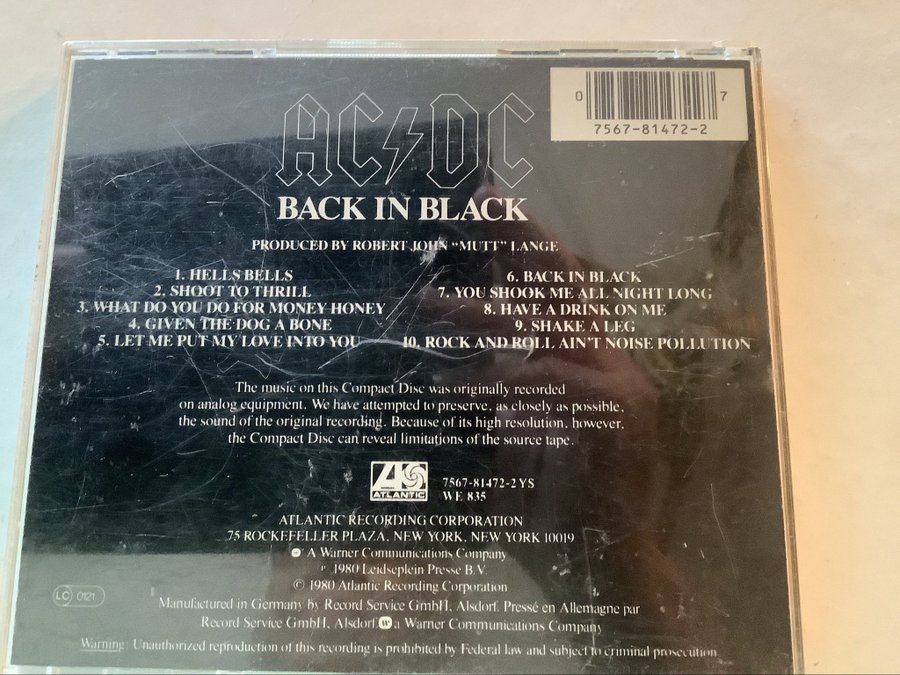 0 7
7567-81472-2
AC DC
BACK IN BLACK
PRODUCED BY ROBERT JOHN “MUTT” LANGE
1. HELLS BELLS
2. SHOOT TO THRILL
3. WHAT DO YOU DO FOR MONEY HONEY
4. GIVEN THE DOG A BONE
5. LET ME PUT MY LOVE INTO YOU
6. BACK IN BLACK
7. YOU SHOOK ME ALL NIGHT LONG
8. HAVE A DRINK ON ME
9. SHAKE A LEG
10. ROCK AND ROLL AIN'T NOISE POLLUTION
The music on this Compact Disc was originally recorded
on analog equipment. We have attempted to preserve, as closely as possible,
the sound of the original recording. Because of its high resolution, however,
the Compact Disc can reveal limitations of the source tape.
ATLANTIC
7567-81472-2 YS
WE 835
ATLANTIC RECORDING CORPORATION
75 ROCKEFELLER PLAZA, NEW YORK, NEW YORK 10019
A Warner Communications Company
℗ 1980 Leidseplein Presse B.V.
© 1980 Atlantic Recording Corporation
LC 0121
Manufactured in Germany by Record Service GmbH, Alsdorf. Pressé en Allemagne par
Record Service GmbH, Alsdorf. a Warner Communications Company
Warning: Unauthorized reproduction of this recording is prohibited by Federal law and subject to criminal prosecution.